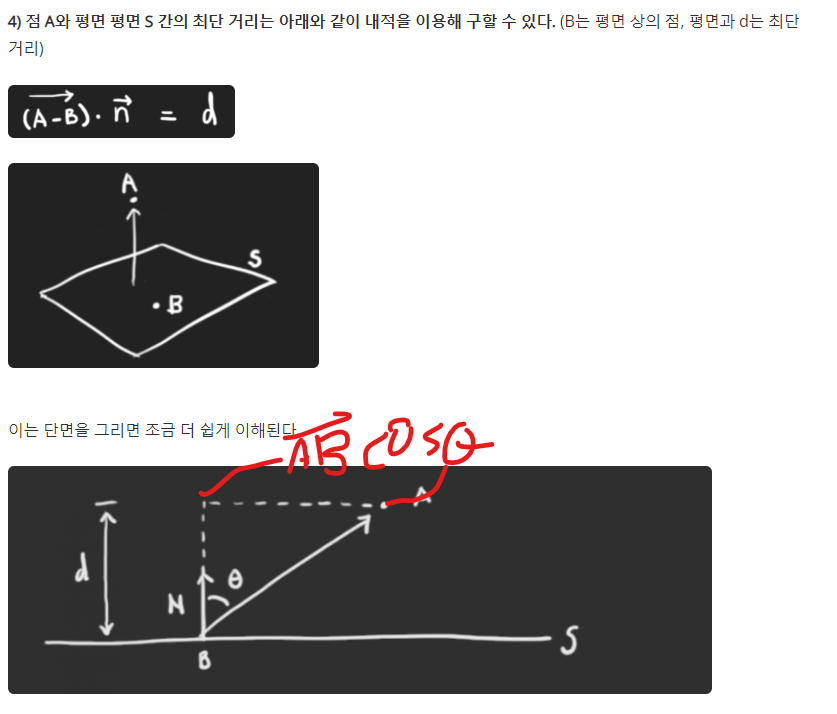 4) 점 A와 평면 평면 S 간의 최단 거리는 아래와 같이 내적을 이용해 구할 수 있다. (B는 평면 상의 점, 평면과 d는 최단
거리)
(A-B)· n = d
A
S
B
이는 단면을 그리면 조금 더 쉽게 이해된다
AB cosθ
A
d
θ
N
S
B